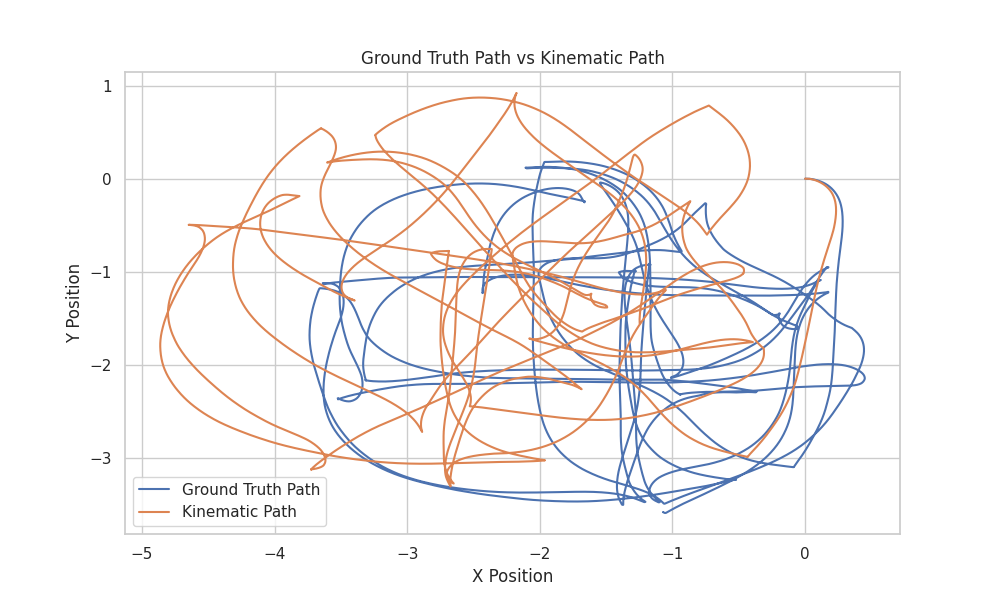 Ground Truth Path vs Kinematic Path
1
0
−1
−2
−3
Y Position
Ground Truth Path
Kinematic Path
−5 −4 −3 −2 −1 0
X Position